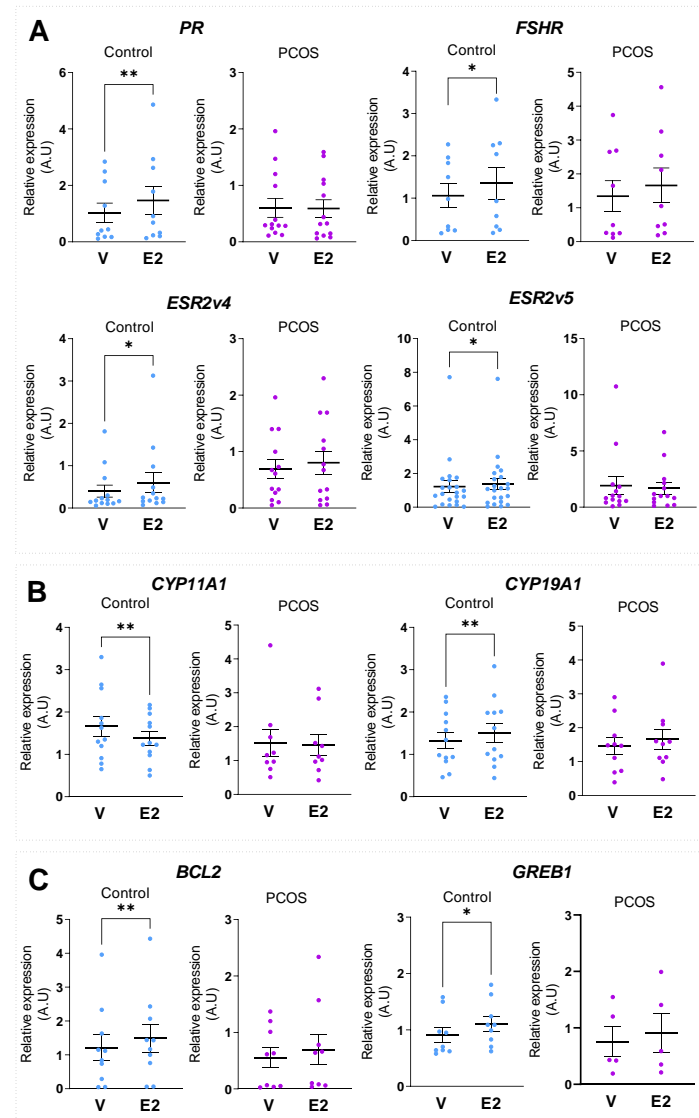 A
PR
FSHR
Control
PCOS
Control
PCOS
**
*
Relative expression
(A.U)
6
4
2
0
V
E2
Relative expression
(A.U)
3
2
1
0
V
E2
Relative expression
(A.U)
4
3
2
1
0
V
E2
Relative expression
(A.U)
5
4
3
2
1
0
V
E2
ESR2v4
ESR2v5
Control
PCOS
Control
PCOS
*
*
Relative expression
(A.U)
4
3
2
1
0
V
E2
Relative expression
(A.U)
3
2
1
0
V
E2
Relative expression
(A.U)
10
8
6
4
2
0
V
E2
Relative expression
(A.U)
15
10
5
0
V
E2
B
CYP11A1
CYP19A1
Control
PCOS
Control
PCOS
**
**
Relative expression
(A.U)
4
3
2
1
0
V
E2
Relative expression
(A.U)
5
4
3
2
1
0
V
E2
Relative expression
(A.U)
4
3
2
1
0
V
E2
Relative expression
(A.U)
5
4
3
2
1
0
V
E2
C
BCL2
GREB1
Control
PCOS
Control
PCOS
**
*
Relative expression
(A.U)
5
4
3
2
1
0
V
E2
Relative expression
(A.U)
3
2
1
0
V
E2
Relative expression
(A.U)
3
2
1
0
V
E2
Relative expression
(A.U)
3
2
1
0
V
E2